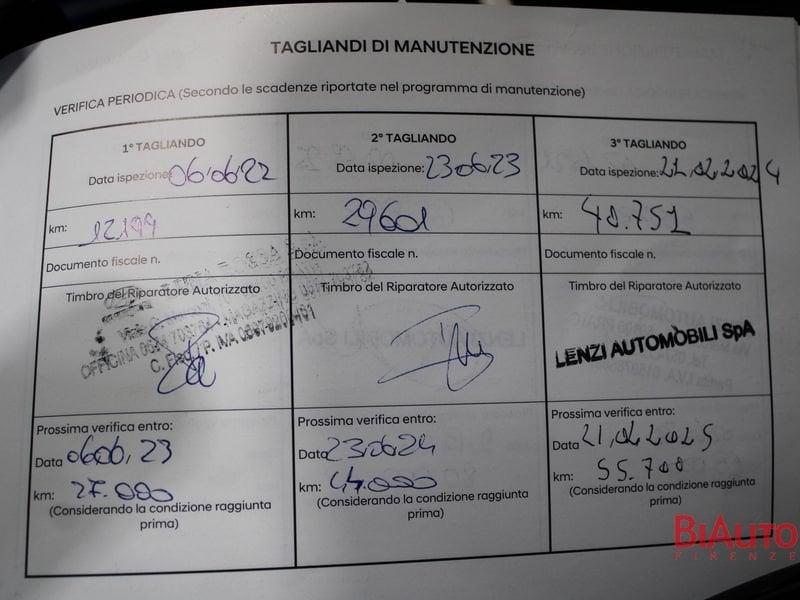 TAGLIANDI DI MANUTENZIONE
VERIFICA PERIODICA (Secondo le scadenze riportate nel programma di manutenzione)
1° TAGLIANDO
Data ispezione: 06.06.22
km: 12199
Documento fiscale n.
Timbro del Riparatore Autorizzato
OFFICINA
Prossima verifica entro:
Data 06.06.23
km: 27.000
(Considerando la condizione raggiunta
prima)
2° TAGLIANDO
Data ispezione: 23.06.23
km: 29601
Documento fiscale n.
Timbro del Riparatore Autorizzato
Prossima verifica entro:
Data 23.06.24
km: 44.000
(Considerando la condizione raggiunta
prima)
3° TAGLIANDO
Data ispezione: 21.02.2024
km: 40.751
Documento fiscale n.
Timbro del Riparatore Autorizzato
LENZI AUTOMOBILI SpA
Prossima verifica entro:
Data 21.02.2025
km: 55.700
(Considerando la condizione raggiunta
prima)
BIAUTO
FIRENZE